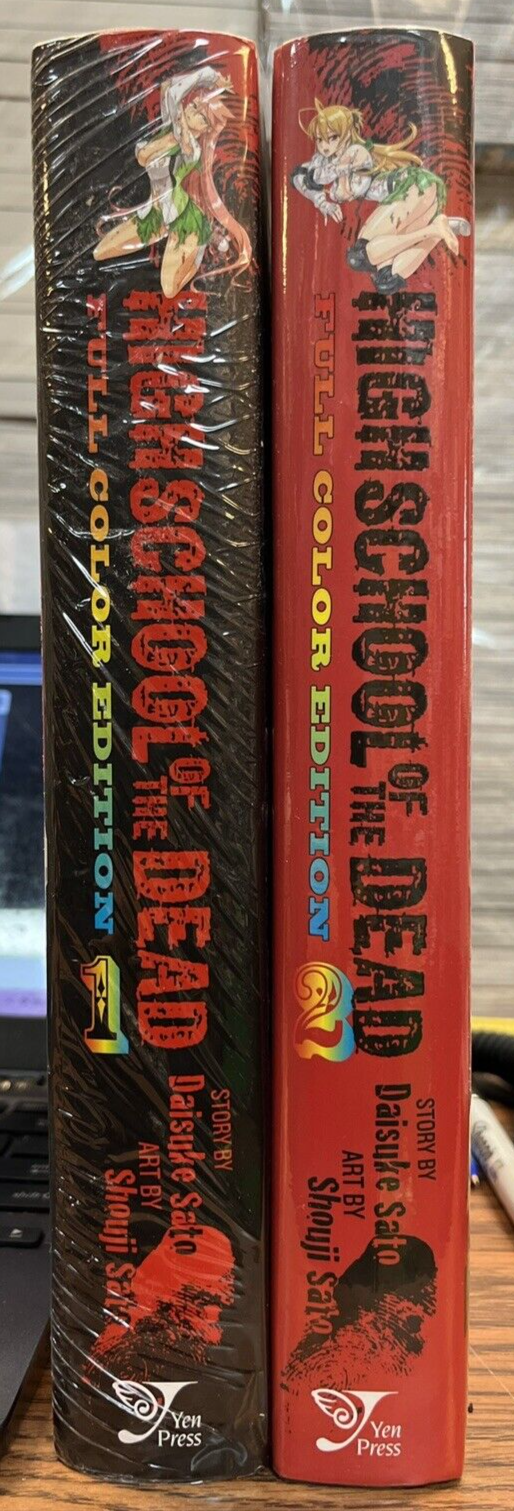 HIGHSCHOOL OF THE DEAD
FULL COLOR EDITION 1
STORY BY
Daisuke Sato
ART BY
Shouji Sato
Yen
Press
HIGHSCHOOL OF THE DEAD
FULL COLOR EDITION 2
STORY BY
Daisuke Sato
ART BY
Shouji Sato
Yen
Press